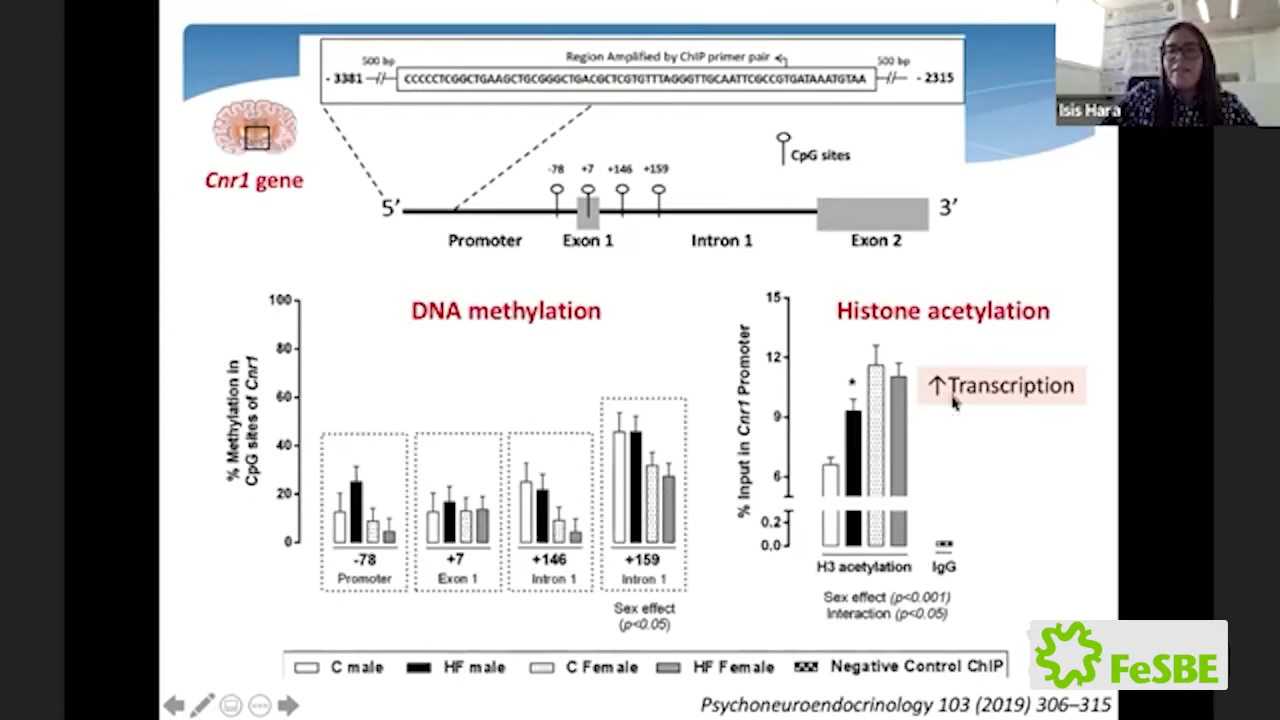 Region Amplified by ChIP primer pair
500 bp
500 bp
- 3381
CCCCCTCGGCTGAAGCTGCGGGCTGACGCTCGTGTTTAGGGTTGCAATTCGCCGTGATAAATGTAA
- 2315
Isis Hara
CpG sites
Cnr1 gene
-78
+7
+146
+159
5’
3’
Promoter
Exon 1
Intron 1
Exon 2
DNA methylation
% Methylation in
CpG sites of Cnr1
100
80
60
40
20
0
-78
+7
+146
+159
Promoter
Exon 1
Intron 1
Intron 1
Sex effect
(p<0.05)
Histone acetylation
% Input in Cnr1 Promoter
15
12
9
6
0.2
0.0
*
↑Transcription
H3 acetylation
IgG
Sex effect (p<0.001)
Interaction (p<0.05)
C male
HF male
C Female
HF Female
Negative Control ChIP
FeSBE
Psychoneuroendocrinology 103 (2019) 306–315